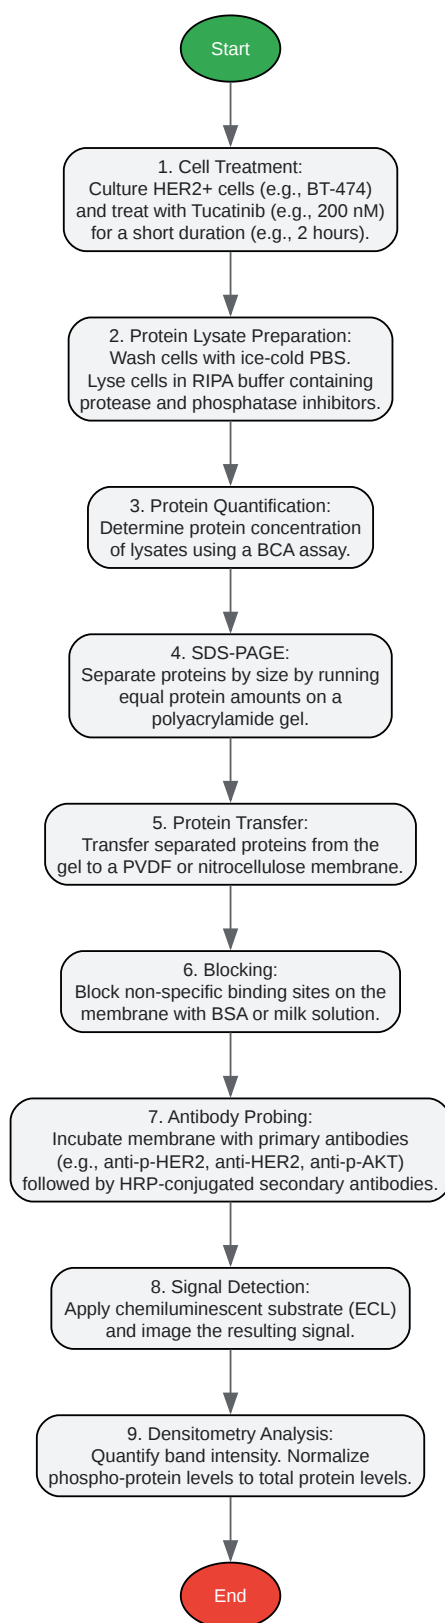 Start
1. Cell Treatment:
Culture HER2+ cells (e.g., BT-474)
and treat with Tucatinib (e.g., 200 nM)
for a short duration (e.g., 2 hours).
2. Protein Lysate Preparation:
Wash cells with ice-cold PBS.
Lyse cells in RIPA buffer containing
protease and phosphatase inhibitors.
3. Protein Quantification:
Determine protein concentration
of lysates using a BCA assay.
4. SDS-PAGE:
Separate proteins by size by running
equal protein amounts on a
polyacrylamide gel.
5. Protein Transfer:
Transfer separated proteins from the
gel to a PVDF or nitrocellulose membrane.
6. Blocking:
Block non-specific binding sites on the
membrane with BSA or milk solution.
7. Antibody Probing:
Incubate membrane with primary antibodies
(e.g., anti-p-HER2, anti-HER2, anti-p-AKT)
followed by HRP-conjugated secondary antibodies.
8. Signal Detection:
Apply chemiluminescent substrate (ECL)
and image the resulting signal.
9. Densitometry Analysis:
Quantify band intensity. Normalize
phospho-protein levels to total protein levels.
End